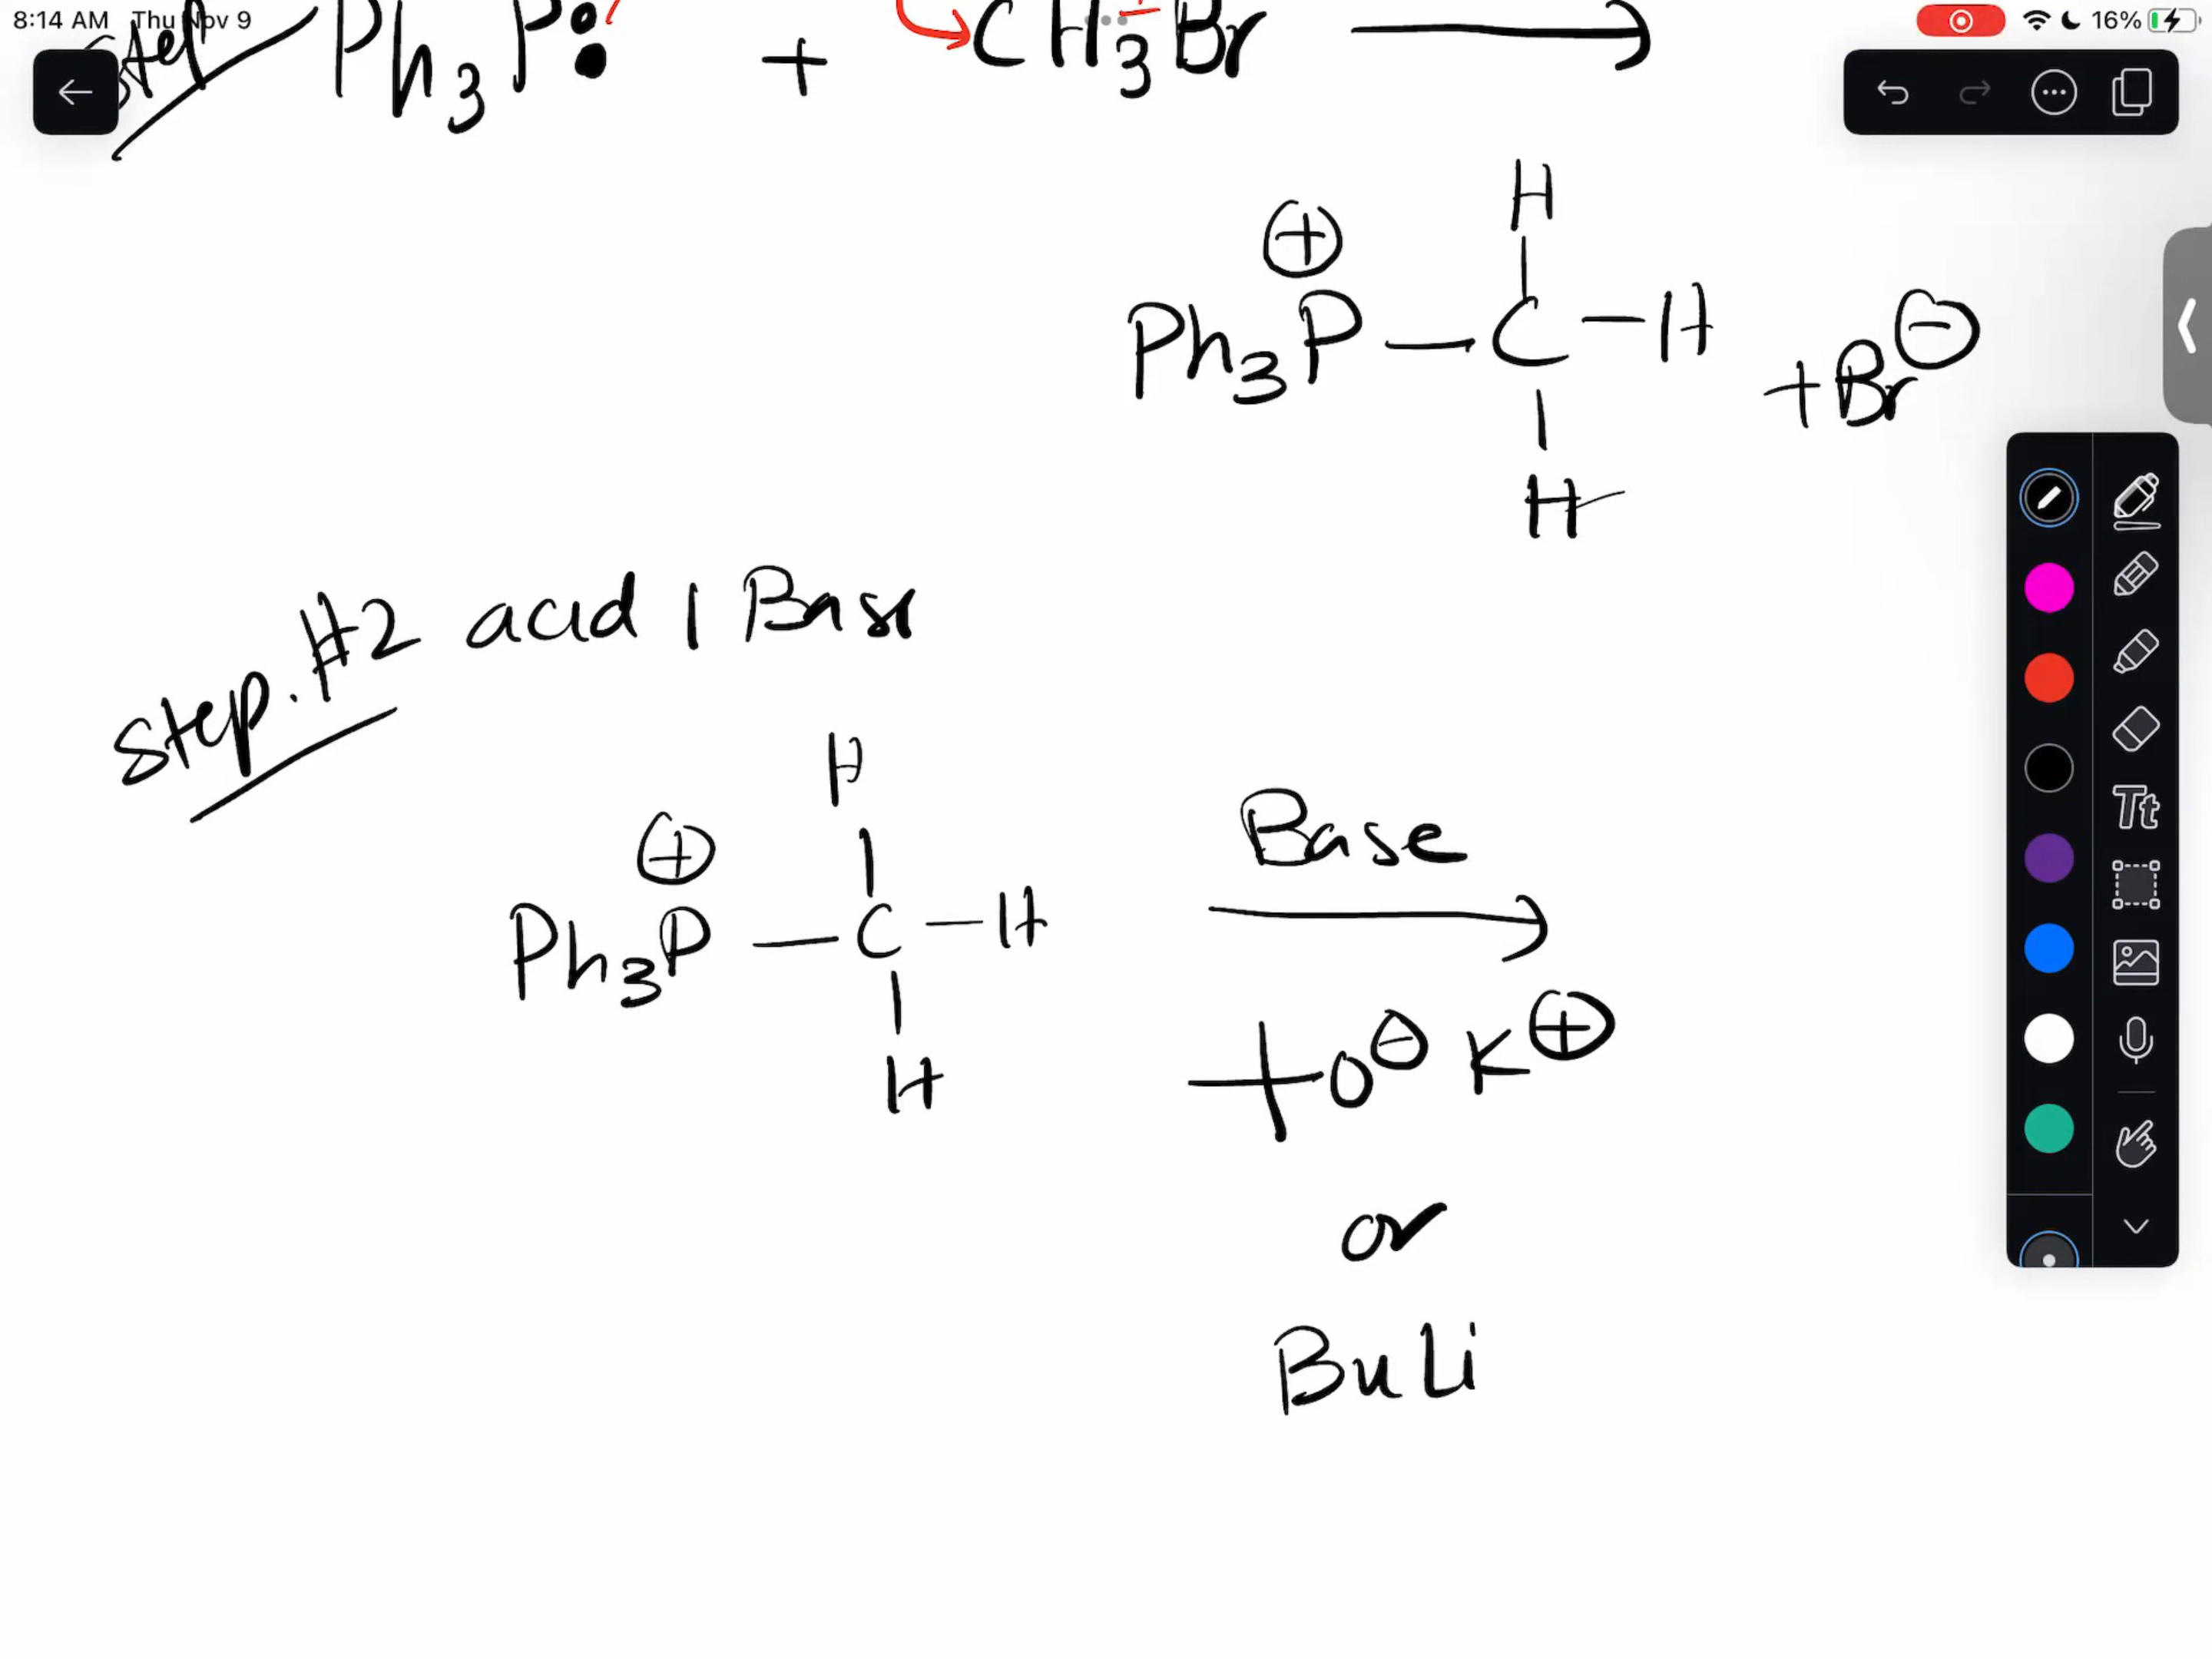 8:14 AM Thu Nov 9 16%
Ph3P: + CH3Br ⟶
H
⊕
Ph3P — C — H + Br⊖
H
Step. #2 acid / Base
H
⊕
Ph3P — C — H Base ⟶
H
O⊖ K⊕
or
BuLi
Tt